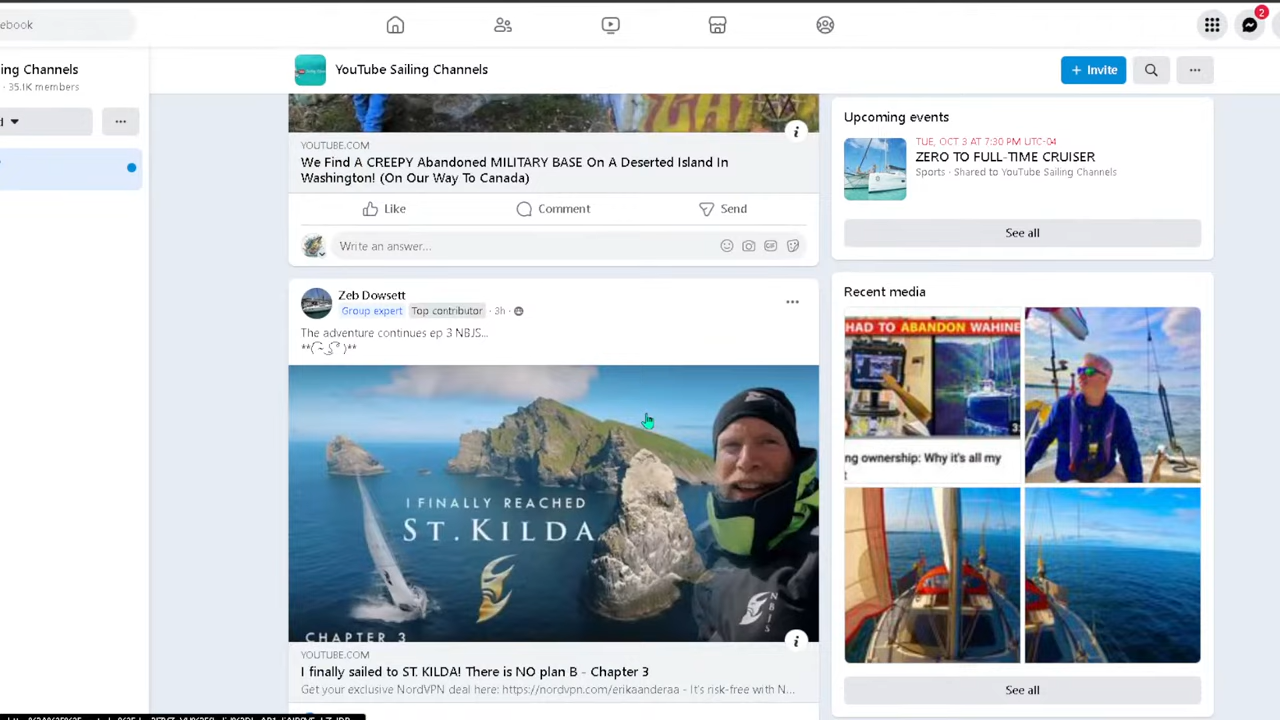 ebook
2
ing Channels
35.1K members
YouTube Sailing Channels
+ Invite
YOUTUBE.COM
We Find A CREEPY Abandoned MILITARY BASE On A Deserted Island In
Washington! (On Our Way To Canada)
Like
Comment
Send
Write an answer...
GIF
Zeb Dowsett
Group expert
Top contributor · 3h ·
The adventure continues ep 3 NBJS...
I FINALLY REACHED
ST. KILDA
CHAPTER 3
NBJS
YOUTUBE.COM
I finally sailed to ST. KILDA! There is NO plan B - Chapter 3
Get your exclusive NordVPN deal here: https://nordvpn.com/erikaanderaa - It's risk-free with N...
Upcoming events
TUE, OCT 3 AT 7:30 PM UTC-04
ZERO TO FULL-TIME CRUISER
Sports · Shared to YouTube Sailing Channels
See all
Recent media
HAD TO ABANDON WAHINE
ng ownership: Why it's all my
See all